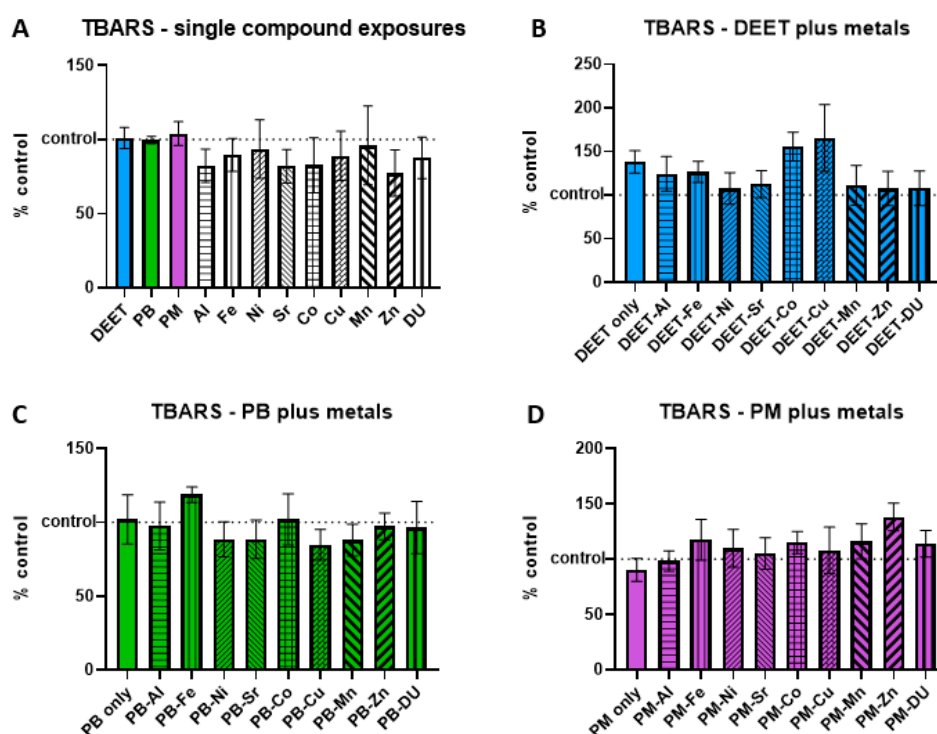 A
TBARS - single compound exposures
% control
150
control
50
0
DEET
PB
PM
Al
Fe
Ni
Sr
Co
Cu
Mn
Zn
DU
B
TBARS - DEET plus metals
% control
250
200
150
control
50
0
DEET only
DEET-Al
DEET-Fe
DEET-Ni
DEET-Sr
DEET-Co
DEET-Cu
DEET-Mn
DEET-Zn
DEET-DU
C
TBARS - PB plus metals
% control
150
control
50
0
PB only
PB-Al
PB-Fe
PB-Ni
PB-Sr
PB-Co
PB-Cu
PB-Mn
PB-Zn
PB-DU
D
TBARS - PM plus metals
% control
200
150
control
50
0
PM only
PM-Al
PM-Fe
PM-Ni
PM-Sr
PM-Co
PM-Cu
PM-Mn
PM-Zn
PM-DU